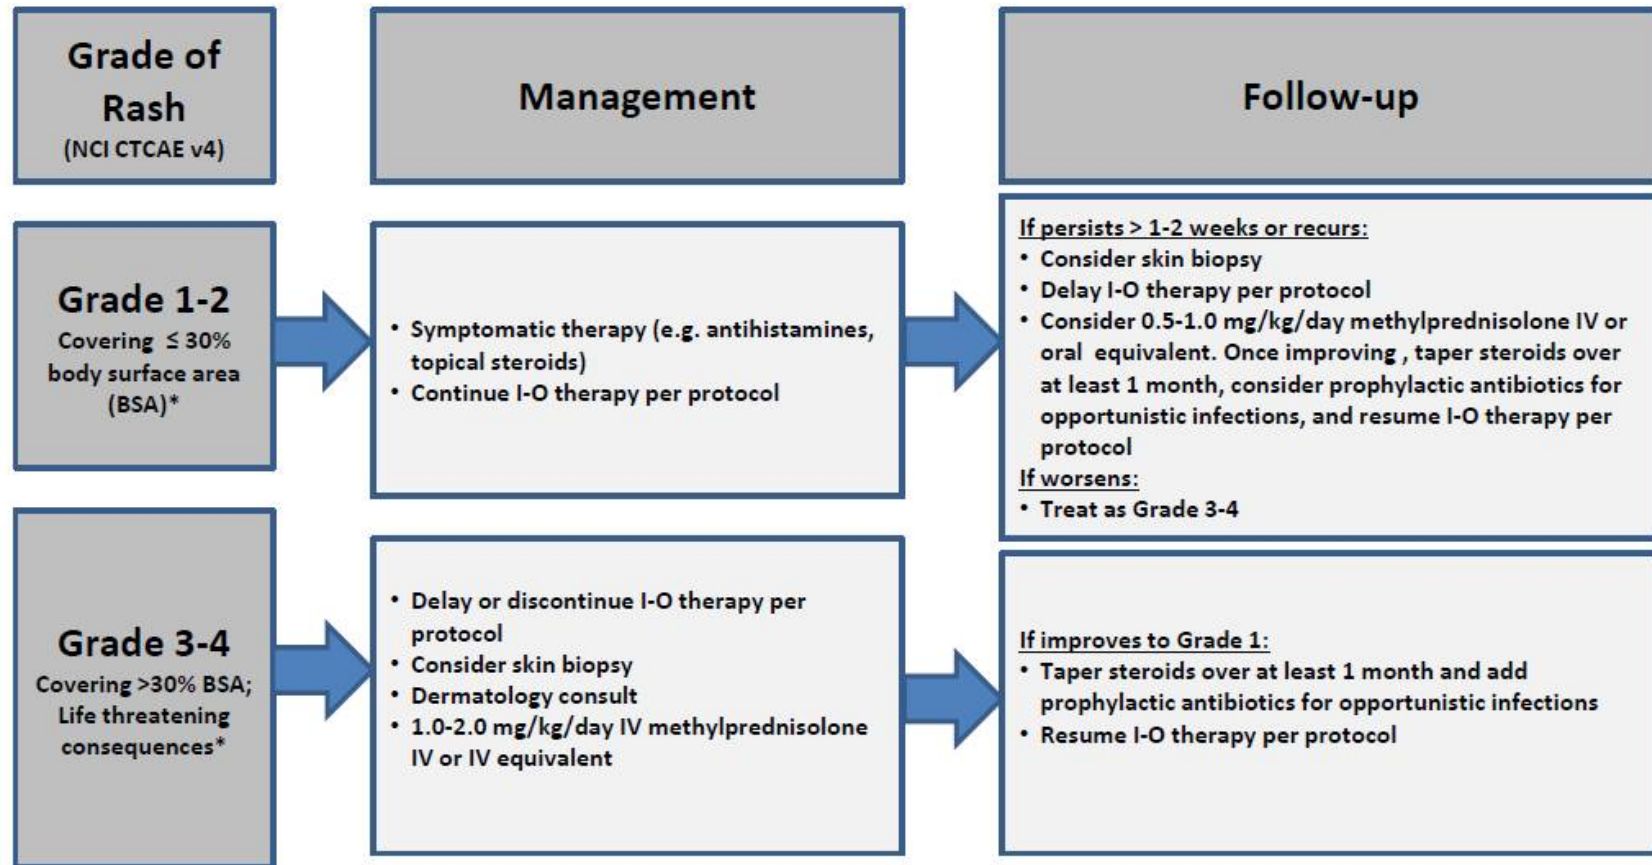 Grade of
Rash
(NCI CTCAE v4)
Management
Follow-up
Grade 1-2
Covering ≤ 30%
body surface area
(BSA)*
• Symptomatic therapy (e.g. antihistamines,
topical steroids)
• Continue I-O therapy per protocol
If persists > 1-2 weeks or recurs:
• Consider skin biopsy
• Delay I-O therapy per protocol
• Consider 0.5-1.0 mg/kg/day methylprednisolone IV or
oral equivalent. Once improving , taper steroids over
at least 1 month, consider prophylactic antibiotics for
opportunistic infections, and resume I-O therapy per
protocol
If worsens:
• Treat as Grade 3-4
Grade 3-4
Covering >30% BSA;
Life threatening
consequences*
• Delay or discontinue I-O therapy per
protocol
• Consider skin biopsy
• Dermatology consult
• 1.0-2.0 mg/kg/day IV methylprednisolone
IV or IV equivalent
If improves to Grade 1:
• Taper steroids over at least 1 month and add
prophylactic antibiotics for opportunistic infections
• Resume I-O therapy per protocol